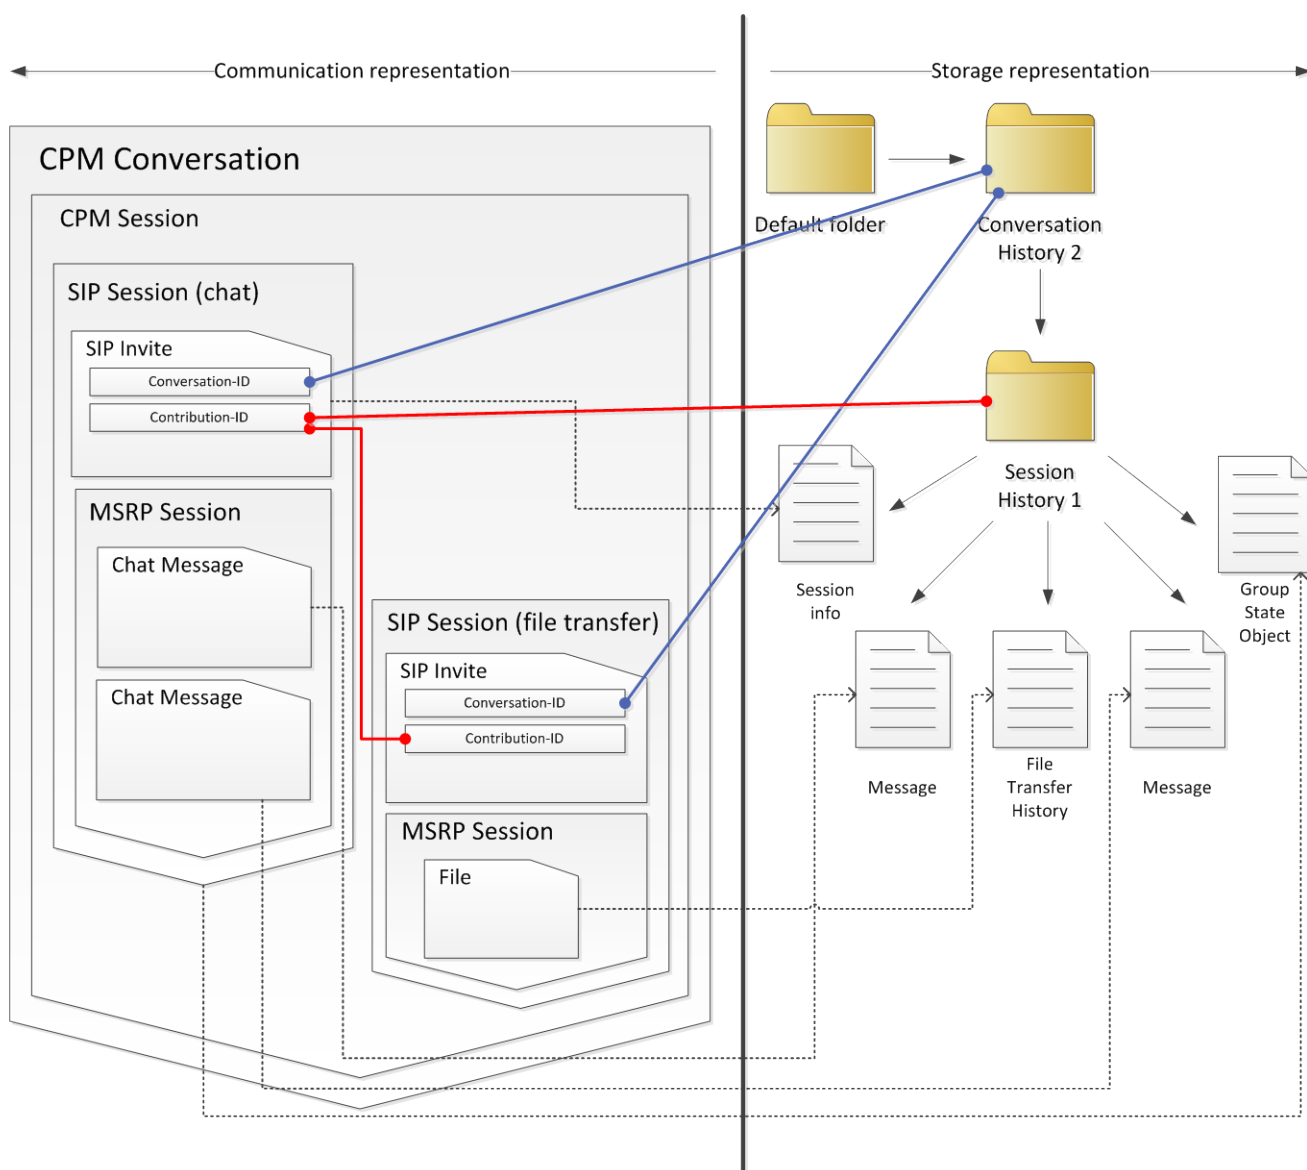 Communication representation
Storage representation
CPM Conversation
CPM Session
SIP Session (chat)
SIP Invite
Conversation-ID
Contribution-ID
MSRP Session
Chat Message
Chat Message
SIP Session (file transfer)
SIP Invite
Conversation-ID
Contribution-ID
MSRP Session
File
Default folder
Conversation
History 2
Session
History 1
Session
info
Group
State
Object
Message
File
Transfer
History
Message